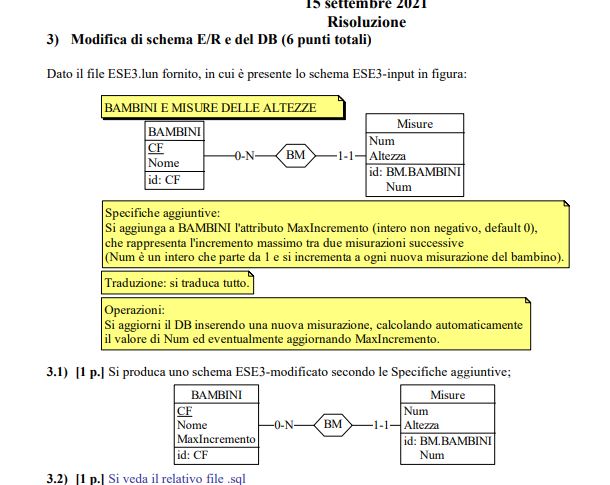 15 settembre 2021
Risoluzione
3) Modifica di schema E/R e del DB (6 punti totali)
Dato il file ESE3.lun fornito, in cui è presente lo schema ESE3-input in figura:
BAMBINI E MISURE DELLE ALTEZZE
BAMBINI
CF
Nome
id: CF
0-N
BM
1-1
Misure
Num
Altezza
id: BM.BAMBINI
Num
Specifiche aggiuntive:
Si aggiunga a BAMBINI l'attributo MaxIncremento (intero non negativo, default 0),
che rappresenta l'incremento massimo tra due misurazioni successive
(Num è un intero che parte da 1 e si incrementa a ogni nuova misurazione del bambino).
Traduzione: si traduca tutto.
Operazioni:
Si aggiorni il DB inserendo una nuova misurazione, calcolando automaticamente
il valore di Num ed eventualmente aggiornando MaxIncremento.
3.1) [1 p.] Si produca uno schema ESE3-modificato secondo le Specifiche aggiuntive;
BAMBINI
CF
Nome
MaxIncremento
id: CF
0-N
BM
1-1
Misure
Num
Altezza
id: BM.BAMBINI
Num
3.2) [1 p.] Si veda il relativo file .sql